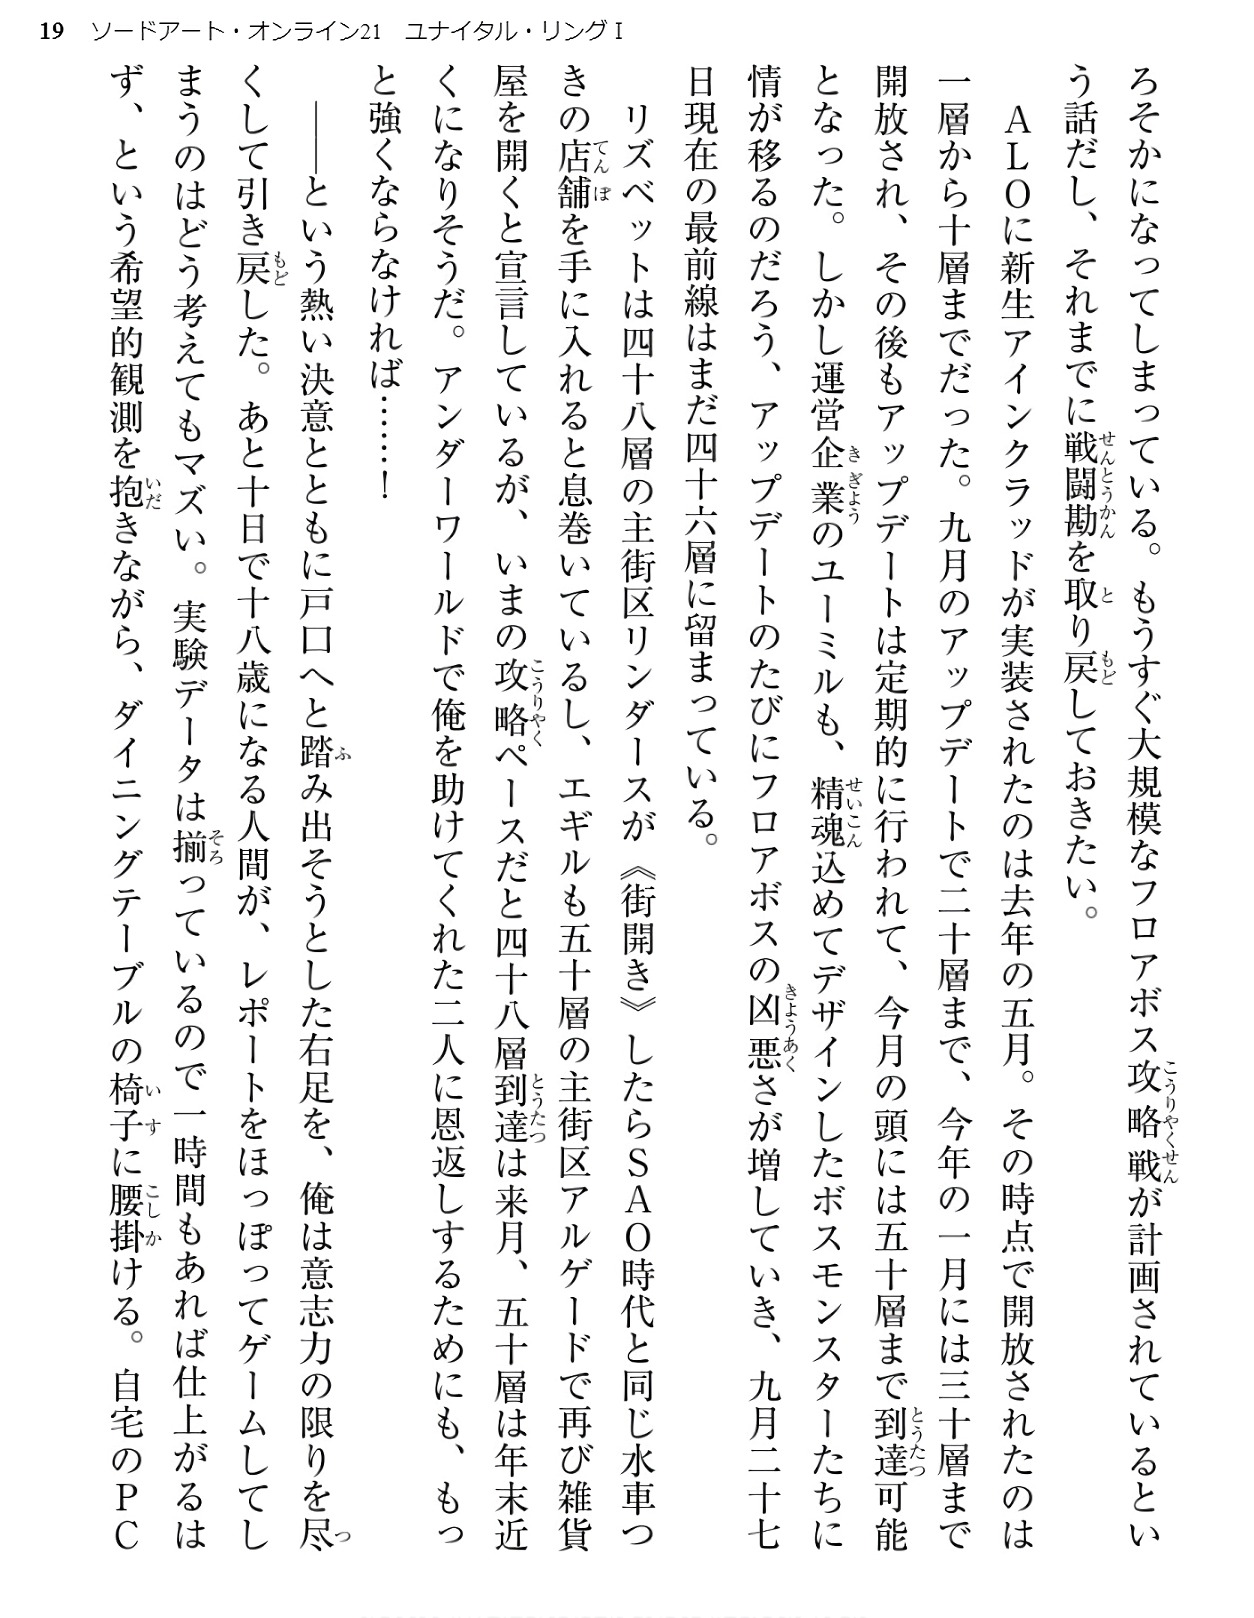 19 ソードアート・オンライン21 ユナイタル・リングⅠ
ろそかになってしまっている。もうすぐ大規模なフロアボス攻略戦が計画されているとい
う話だし、それまでに戦闘勘を取り戻しておきたい。
ＡＬＯに新生アインクラッドが実装されたのは去年の五月。その時点で開放されたのは
一層から十層までだった。九月のアップデートで二十層まで、今年の一月には三十層まで
開放され、その後もアップデートは定期的に行われて、今月の頭には五十層まで到達可能
となった。しかし運営企業のユーミルも、精魂込めてデザインしたボスモンスターたちに
情が移るのだろう、アップデートのたびにフロアボスの凶悪さが増していき、九月二十七
日現在の最前線はまだ四十六層に留まっている。
リズベットは四十八層の主街区リンダースが《街開き》したらＳＡＯ時代と同じ水車つ
きの店舗を手に入れると息巻いているし、エギルも五十層の主街区アルゲードで再び雑貨
屋を開くと宣言しているが、いまの攻略ペースだと四十八層到達は来月、五十層は年末近
くになりそうだ。アンダーワールドで俺を助けてくれた二人に恩返しするためにも、もっ
と強くならなければ……！
――という熱い決意とともに戸口へと踏み出そうとした右足を、俺は意志力の限りを尽
くして引き戻した。あと十日で十八歳になる人間が、レポートをほっぽってゲームしてし
まうのはどう考えてもマズい。実験データは揃っているので一時間もあれば仕上がるは
ず、という希望的観測を抱きながら、ダイニングテーブルの椅子に腰掛ける。自宅のＰＣ